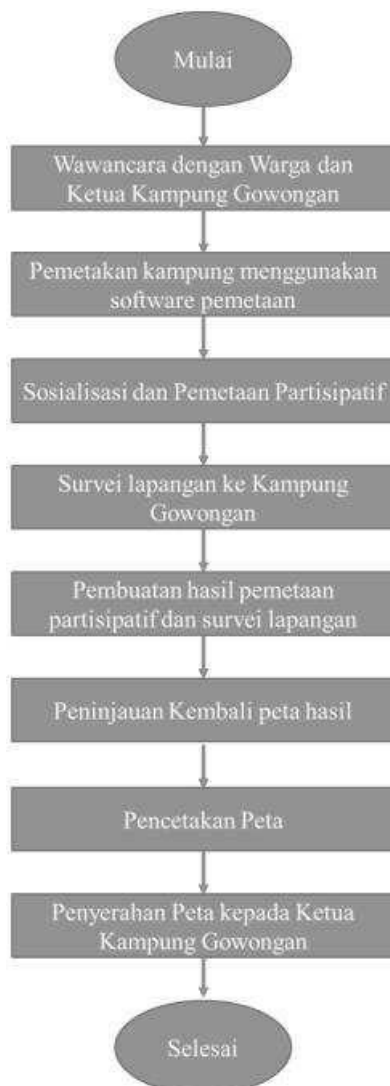 Mulai
Wawancara dengan Warga dan
Ketua Kampung Gowongan
Pemetakan kampung menggunakan
software pemetaan
Sosialisasi dan Pemetaan Partisipatif
Survei lapangan ke Kampung
Gowongan
Pembuatan hasil pemetaan
partisipatif dan survei lapangan
Peninjauan Kembali peta hasil
Pencetakan Peta
Penyerahan Peta kepada Ketua
Kampung Gowongan
Selesai